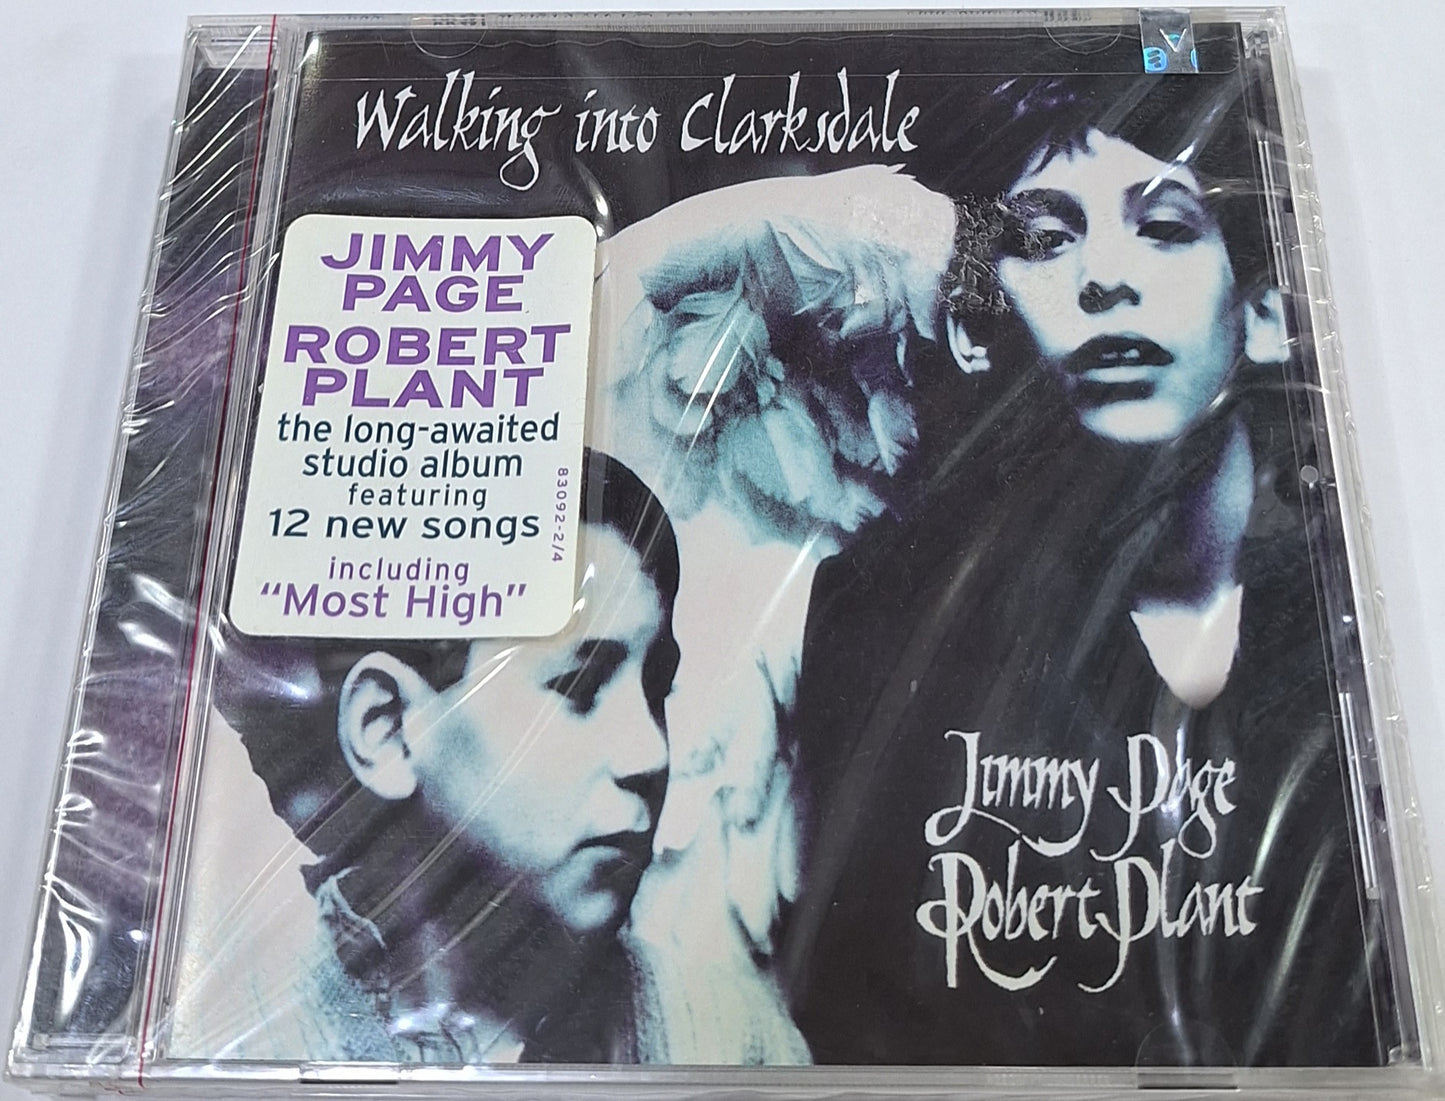 Walking into Clarksdale
JIMMY
PAGE
ROBERT
PLANT
the long-awaited
studio album
featuring
12 new songs
including
"Most High"
83092-2/4
Jimmy Page
Robert Plant